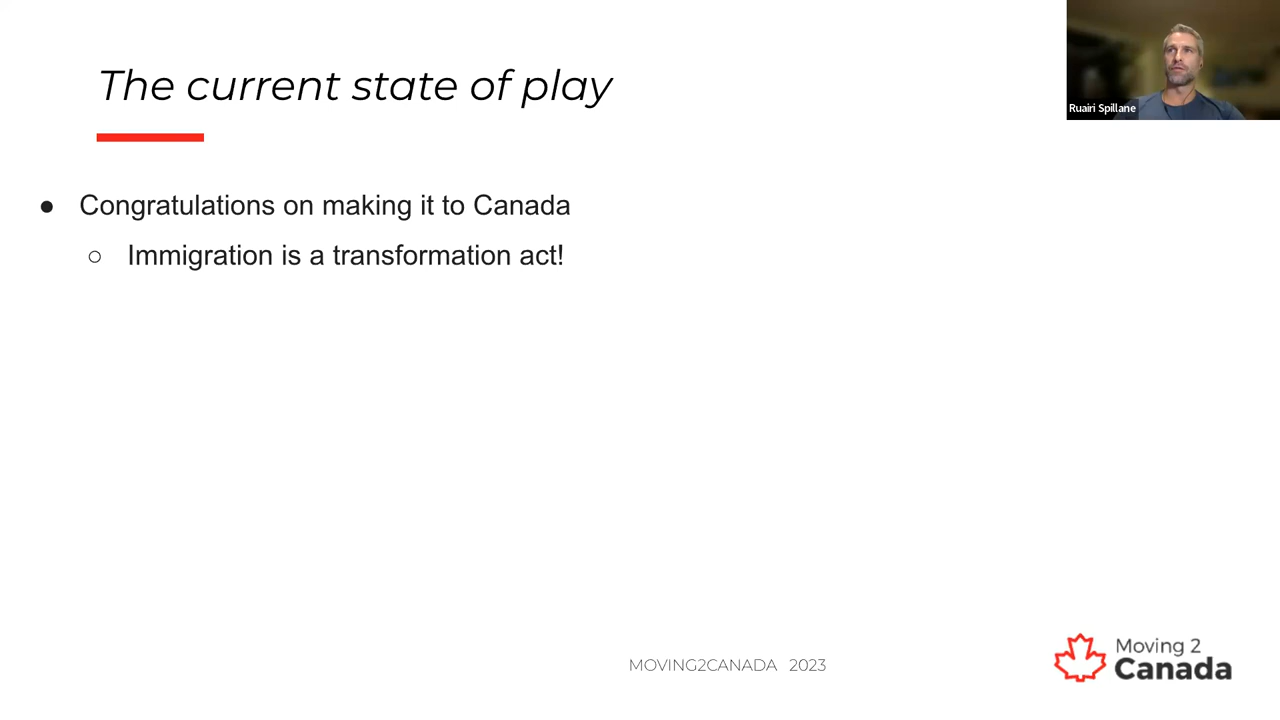 The current state of play
Ruairi Spillane
● Congratulations on making it to Canada
○ Immigration is a transformation act!
MOVING2CANADA 2023
Moving 2
Canada